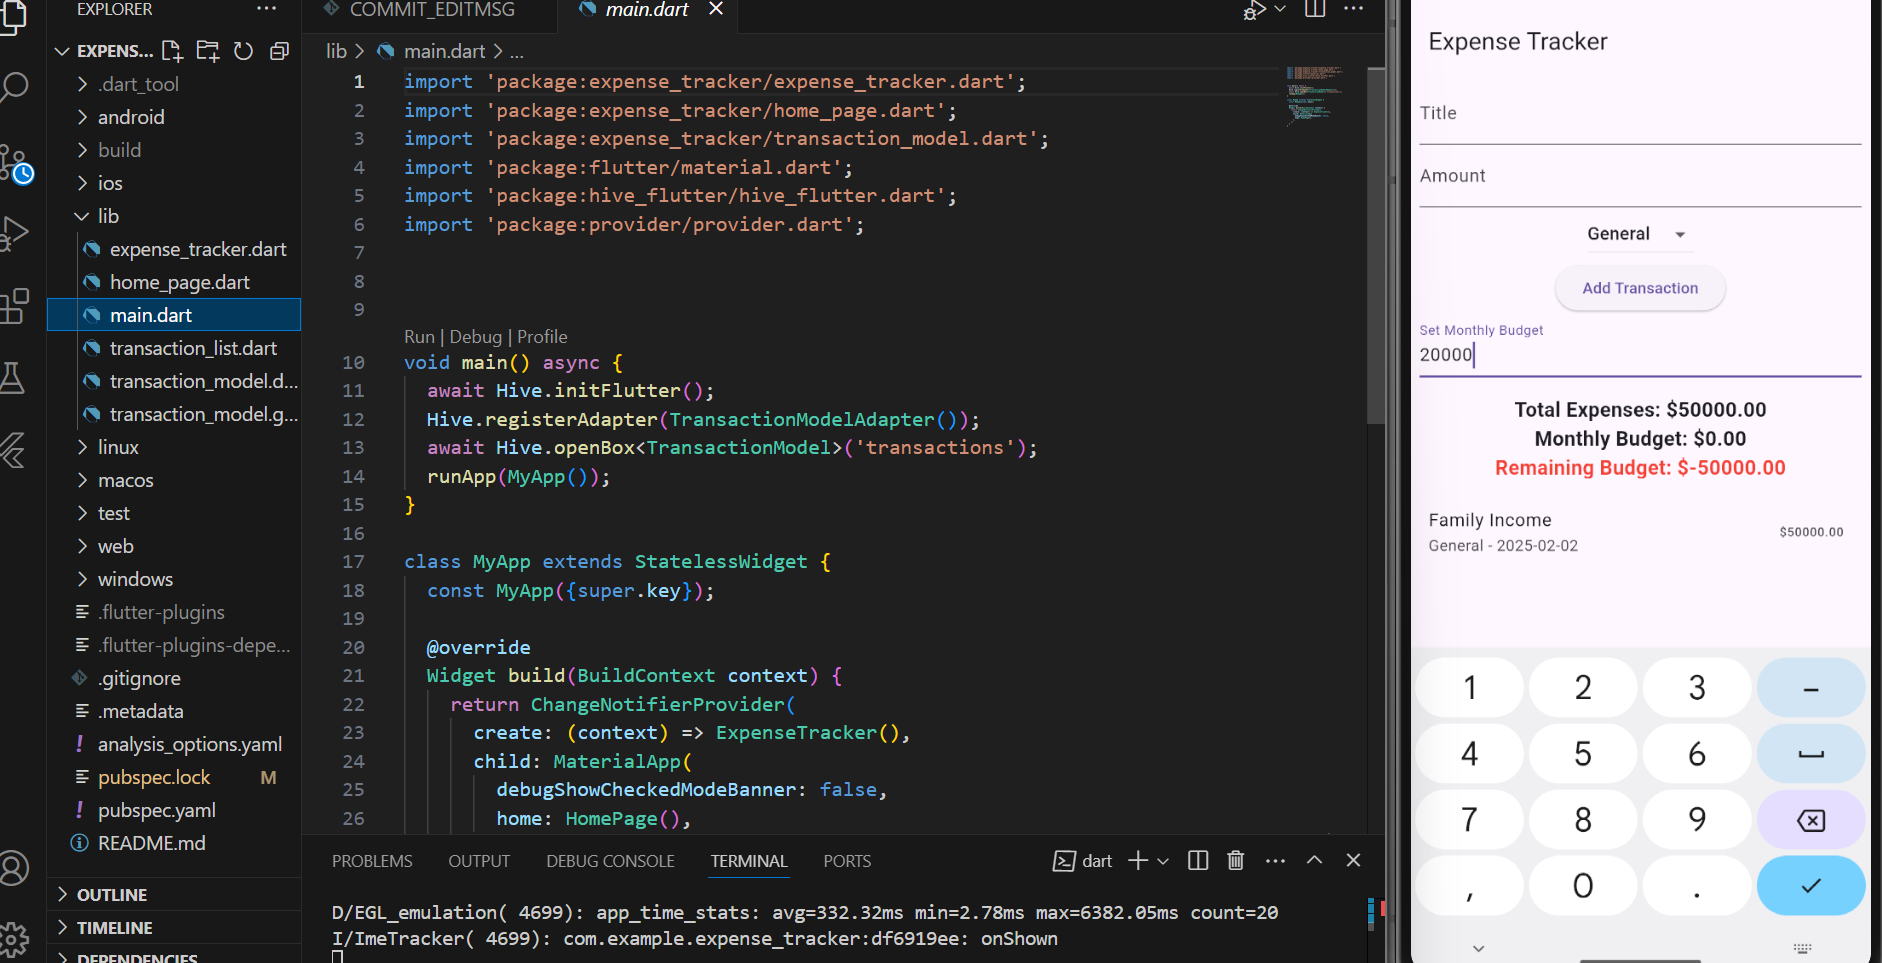 EXPLORER
EXPENS...
.dart_tool
android
build
ios
lib
expense_tracker.dart
home_page.dart
main.dart
transaction_list.dart
transaction_model.d...
transaction_model.g...
linux
macos
test
web
windows
.flutter-plugins
.flutter-plugins-depe...
.gitignore
.metadata
analysis_options.yaml
pubspec.lock M
pubspec.yaml
README.md
OUTLINE
TIMELINE
DEPENDENCIES
COMMIT_EDITMSG
main.dart
lib > main.dart > ...
1 import 'package:expense_tracker/expense_tracker.dart';
2 import 'package:expense_tracker/home_page.dart';
3 import 'package:expense_tracker/transaction_model.dart';
4 import 'package:flutter/material.dart';
5 import 'package:hive_flutter/hive_flutter.dart';
6 import 'package:provider/provider.dart';
7
8
9
Run | Debug | Profile
10 void main() async {
11 await Hive.initFlutter();
12 Hive.registerAdapter(TransactionModelAdapter());
13 await Hive.openBox<TransactionModel>('transactions');
14 runApp(MyApp());
15 }
16
17 class MyApp extends StatelessWidget {
18 const MyApp({super.key});
19
20 @override
21 Widget build(BuildContext context) {
22 return ChangeNotifierProvider(
23 create: (context) => ExpenseTracker(),
24 child: MaterialApp(
25 debugShowCheckedModeBanner: false,
26 home: HomePage(),
PROBLEMS OUTPUT DEBUG CONSOLE TERMINAL PORTS
dart
D/EGL_emulation( 4699): app_time_stats: avg=332.32ms min=2.78ms max=6382.05ms count=20
I/ImeTracker( 4699): com.example.expense_tracker:df6919ee: onShown
Expense Tracker
Title
Amount
General
Add Transaction
Set Monthly Budget
20000
Total Expenses: $50000.00
Monthly Budget: $0.00
Remaining Budget: $-50000.00
Family Income
General - 2025-02-02
$50000.00
1 2 3 –
4 5 6
7 8 9
, 0 .